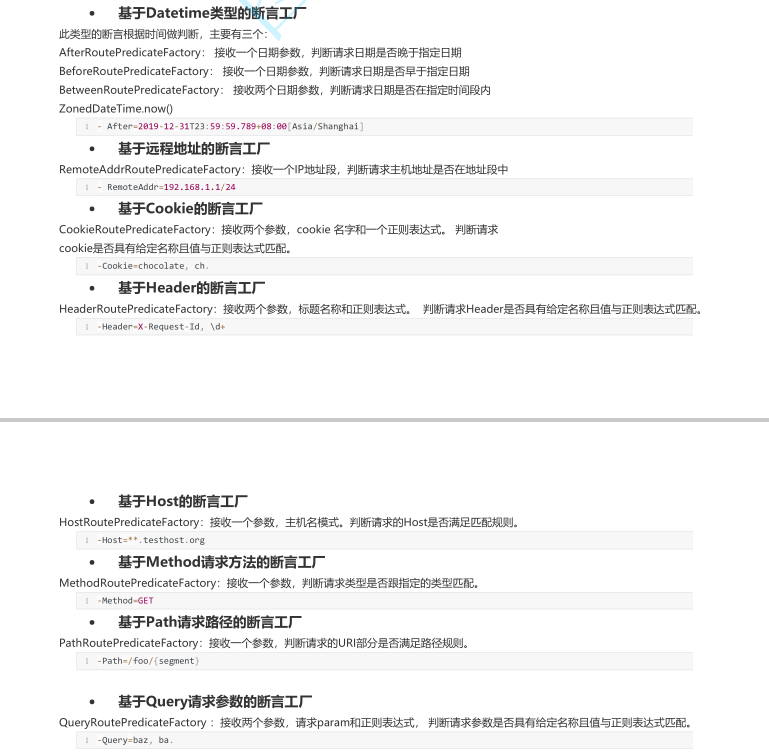 • 基于Datetime类型的断言工厂
此类型的断言根据时间做判断，主要有三个：
AfterRoutePredicateFactory： 接收一个日期参数，判断请求日期是否晚于指定日期
BeforeRoutePredicateFactory： 接收一个日期参数，判断请求日期是否早于指定日期
BetweenRoutePredicateFactory： 接收两个日期参数，判断请求日期是否在指定时间段内
ZonedDateTime.now()
1 - After=2019-12-31T23:59:59.789+08:00[Asia/Shanghai]
• 基于远程地址的断言工厂
RemoteAddrRoutePredicateFactory：接收一个IP地址段，判断请求主机地址是否在地址段中
1 - RemoteAddr=192.168.1.1/24
• 基于Cookie的断言工厂
CookieRoutePredicateFactory：接收两个参数，cookie 名字和一个正则表达式。 判断请求
cookie是否具有给定名称且值与正则表达式匹配。
1 -Cookie=chocolate, ch.
• 基于Header的断言工厂
HeaderRoutePredicateFactory：接收两个参数，标题名称和正则表达式。 判断请求Header是否具有给定名称且值与正则表达式匹配。
1 -Header=X-Request-Id, \d+
• 基于Host的断言工厂
HostRoutePredicateFactory：接收一个参数，主机名模式。判断请求的Host是否满足匹配规则。
1 -Host=**.testhost.org
• 基于Method请求方法的断言工厂
MethodRoutePredicateFactory：接收一个参数，判断请求类型是否跟指定的类型匹配。
1 -Method=GET
• 基于Path请求路径的断言工厂
PathRoutePredicateFactory：接收一个参数，判断请求的URI部分是否满足路径规则。
1 -Path=/foo/{segment}
• 基于Query请求参数的断言工厂
QueryRoutePredicateFactory ：接收两个参数，请求param和正则表达式， 判断请求参数是否具有给定名称且值与正则表达式匹配。
1 -Query=baz, ba.